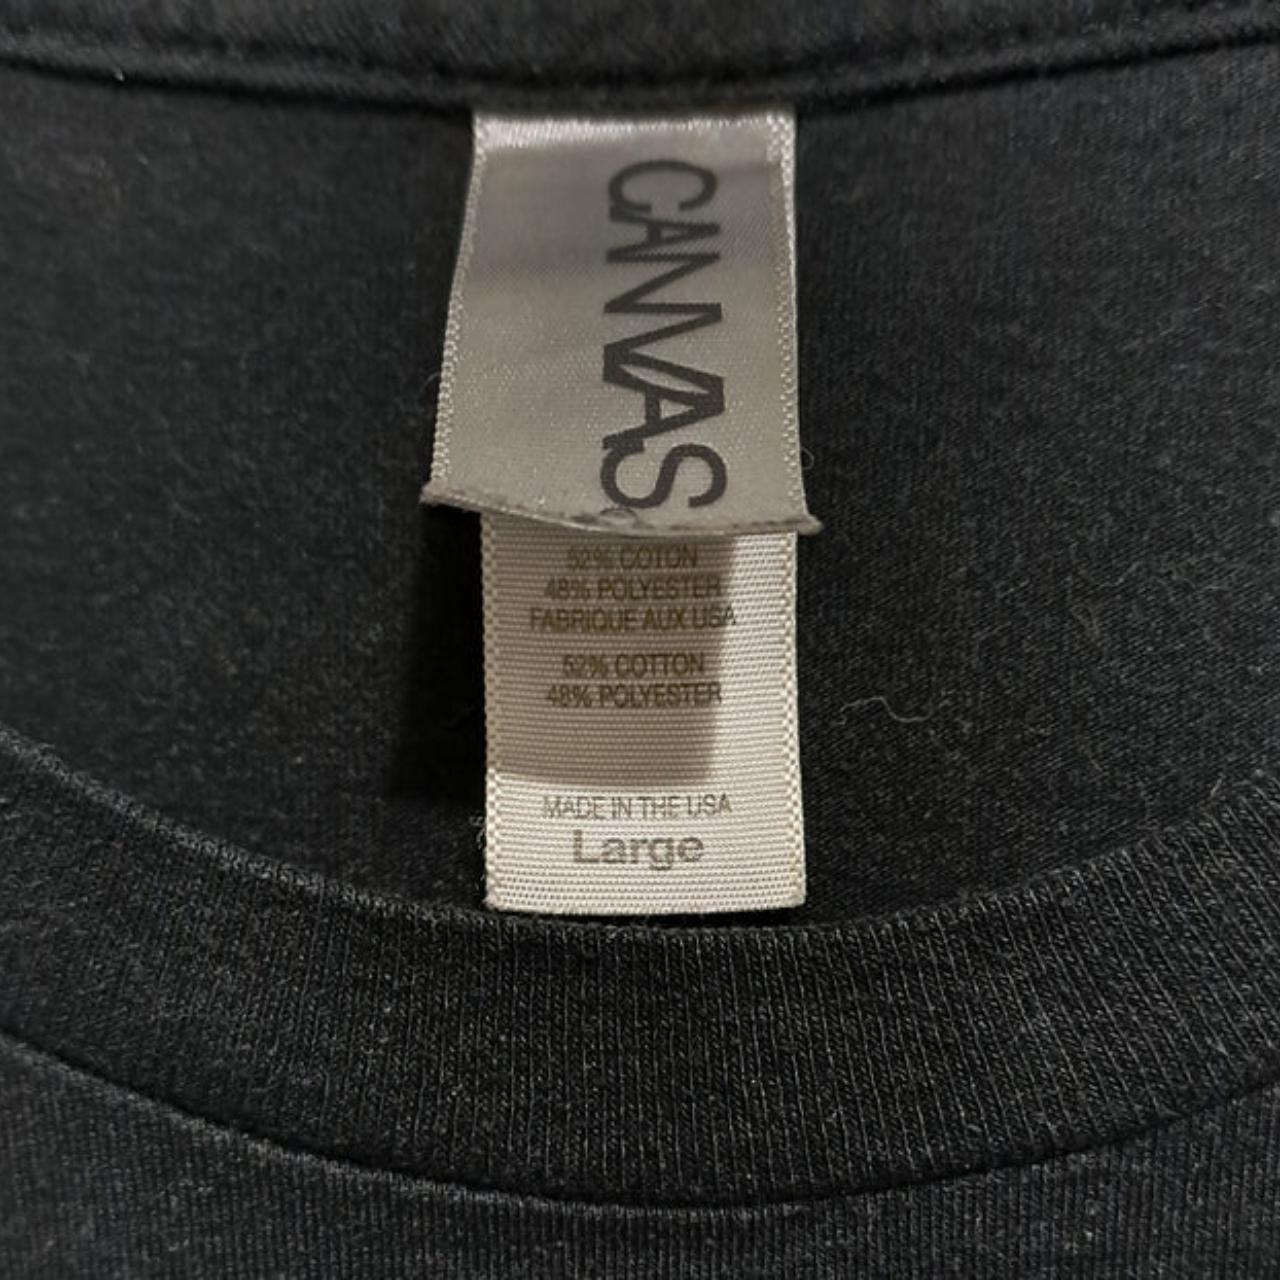 CANVAS
52% COTON
48% POLYESTER
FABRIQUE AUX USA
52% COTTON
48% POLYESTER
MADE IN THE USA
Large